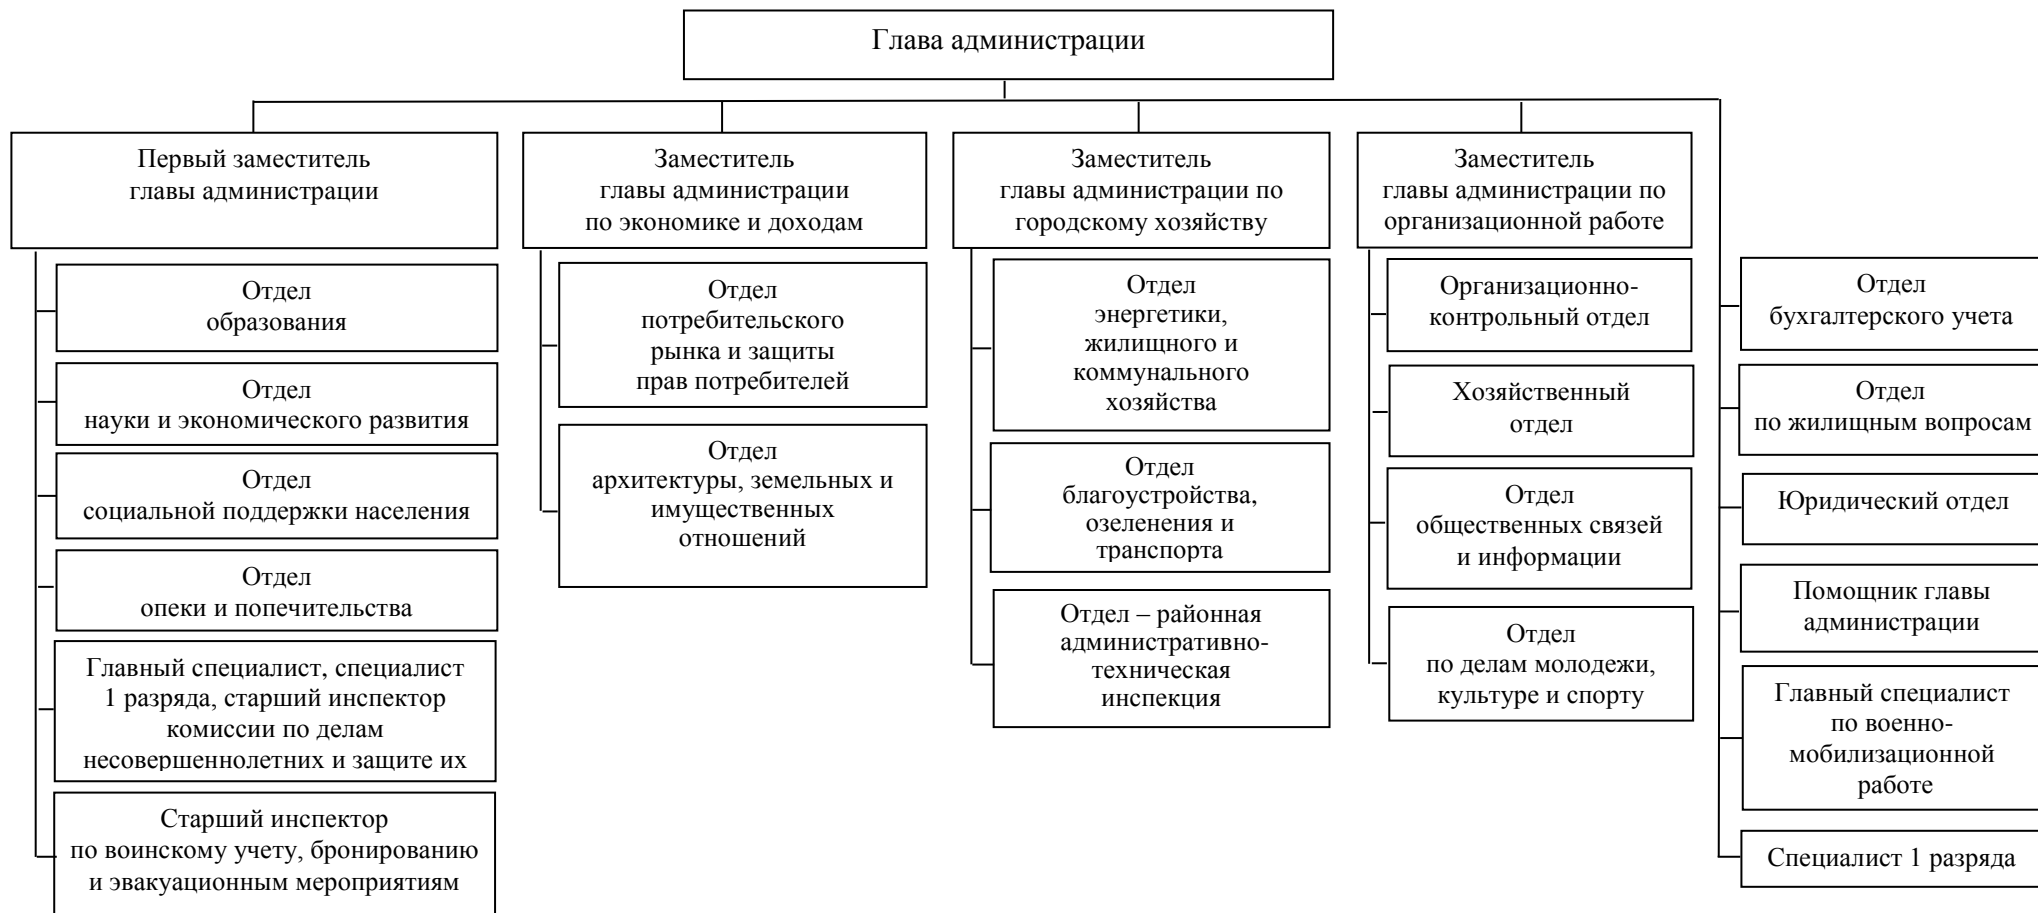 Глава администрации
Первый заместитель
главы администрации
Отдел
образования
Отдел
науки и экономического развития
Отдел
социальной поддержки населения
Отдел
опеки и попечительства
Главный специалист, специалист
1 разряда, старший инспектор
комиссии по делам
несовершеннолетних и защите их
Старший инспектор
по воинскому учету, бронированию
и эвакуационным мероприятиям
Заместитель
главы администрации
по экономике и доходам
Отдел
потребительского
рынка и защиты
прав потребителей
Отдел
архитектуры, земельных и
имущественных
отношений
Заместитель
главы администрации по
городскому хозяйству
Отдел
энергетики,
жилищного и
коммунального
хозяйства
Отдел
благоустройства,
озеленения и
транспорта
Отдел – районная
административно-
техническая
инспекция
Заместитель
главы администрации по
организационной работе
Организационно-
контрольный отдел
Хозяйственный
отдел
Отдел
общественных связей
и информации
Отдел
по делам молодежи,
культуре и спорту
Отдел
бухгалтерского учета
Отдел
по жилищным вопросам
Юридический отдел
Помощник главы
администрации
Главный специалист
по военно-
мобилизационной
работе
Специалист 1 разряда